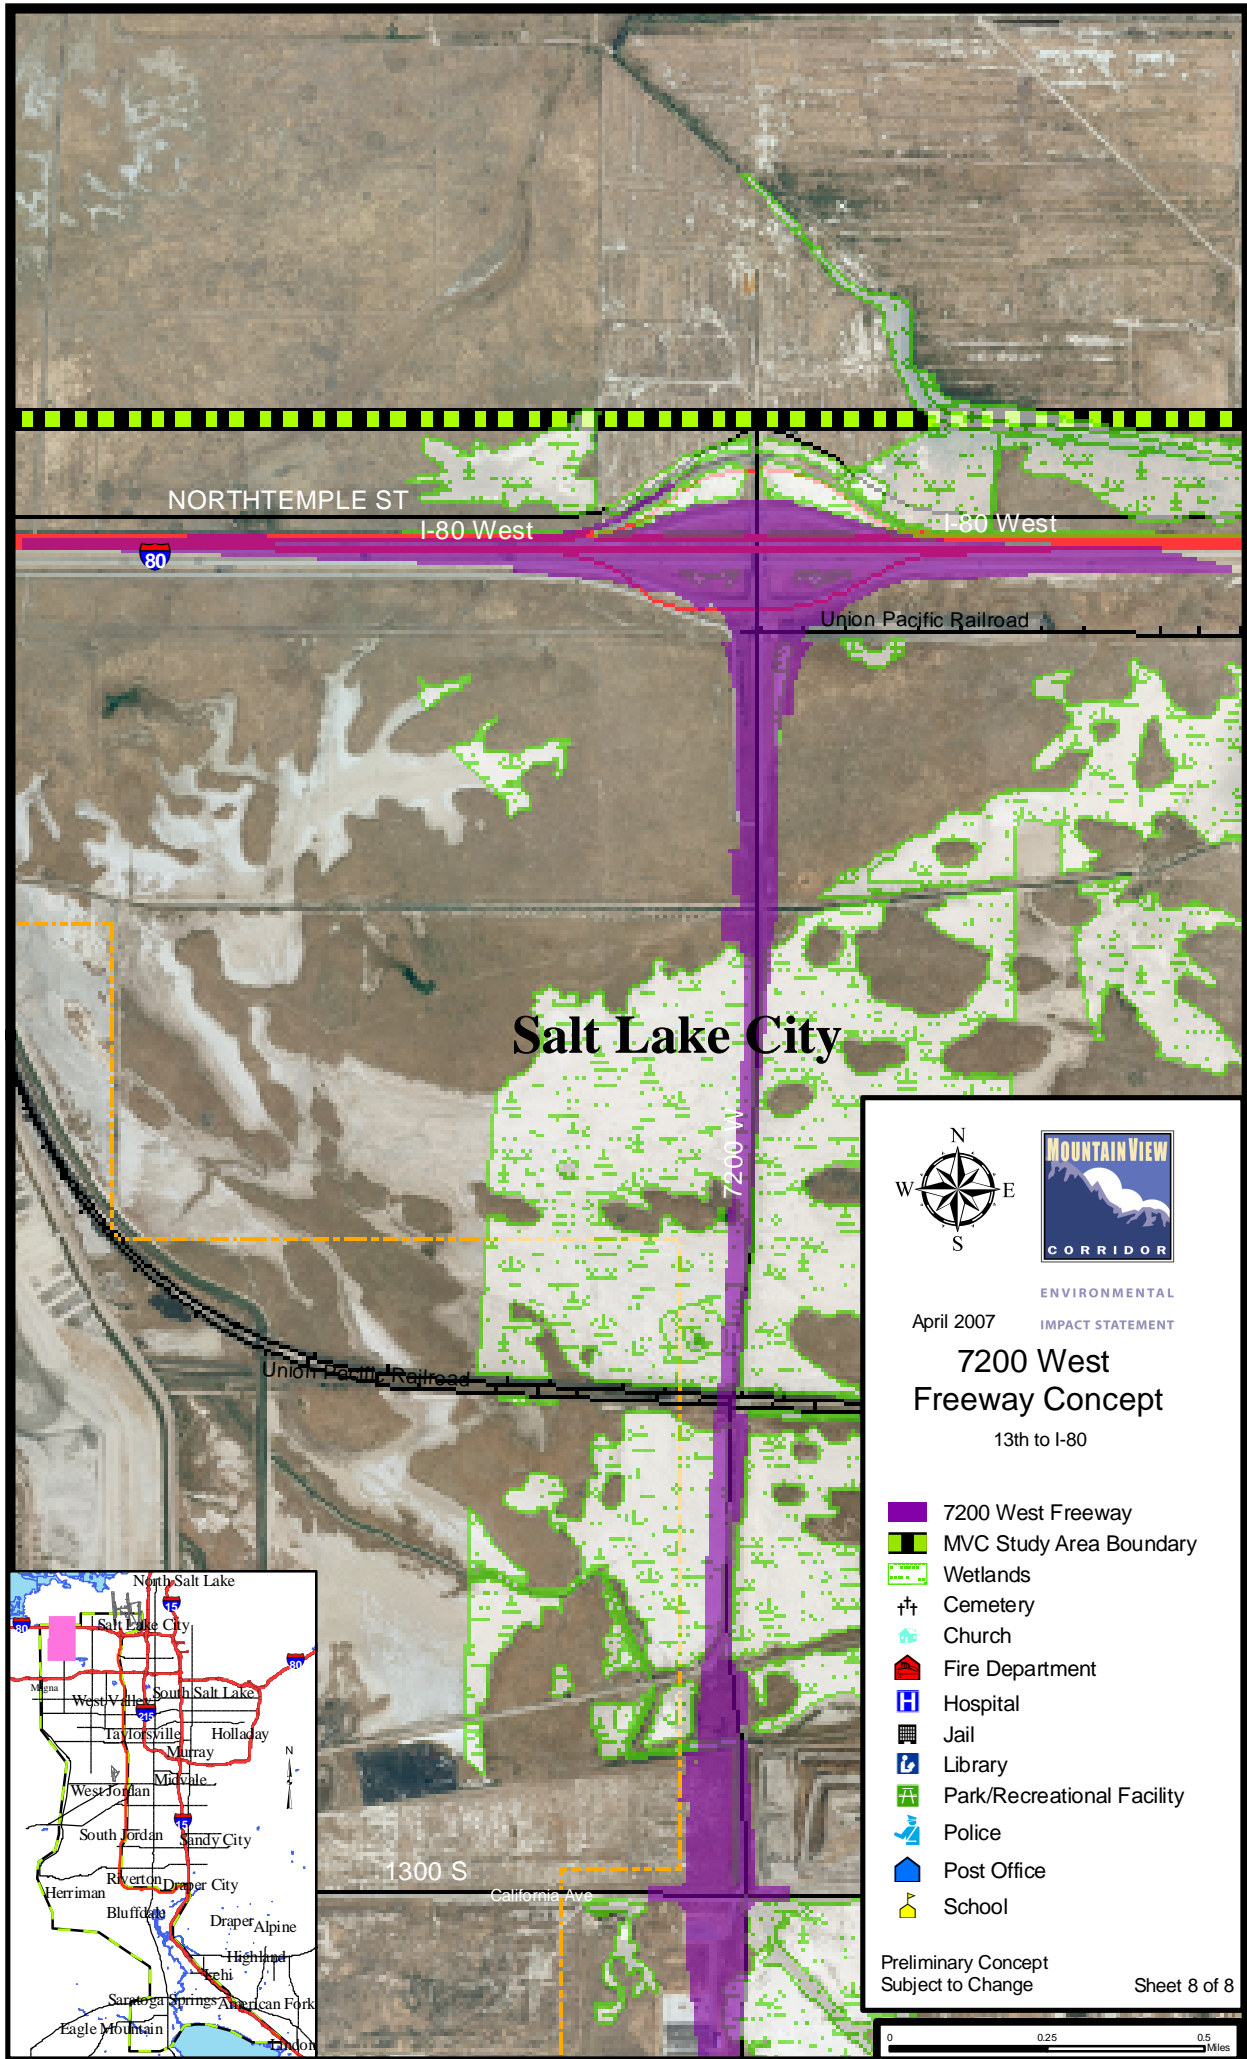 NORTHTEMPLE ST
I-80 West
I-80 West
80
Union Pacific Railroad
Salt Lake City
7200 W
Union Pacific Railroad
1300 S
California Ave
N
W
E
S
MOUNTAIN VIEW
CORRIDOR
ENVIRONMENTAL
IMPACT STATEMENT
April 2007
7200 West
Freeway Concept
13th to I-80
7200 West Freeway
MVC Study Area Boundary
Wetlands
Cemetery
Church
Fire Department
H
Hospital
Jail
Library
Park/Recreational Facility
Police
Post Office
School
Preliminary Concept
Subject to Change
Sheet 8 of 8
0
0.25
0.5
Miles
North Salt Lake
15
80
Salt Lake City
80
Magna
West Valley
South Salt Lake
215
Taylorsville
Holladay
Murray
N
Midvale
West Jordan
15
South Jordan
Sandy City
Riverton
Draper City
Herriman
Bluffdale
Draper
Alpine
Highland
Lehi
Saratoga Springs
American Fork
Eagle Mountain
Lindon